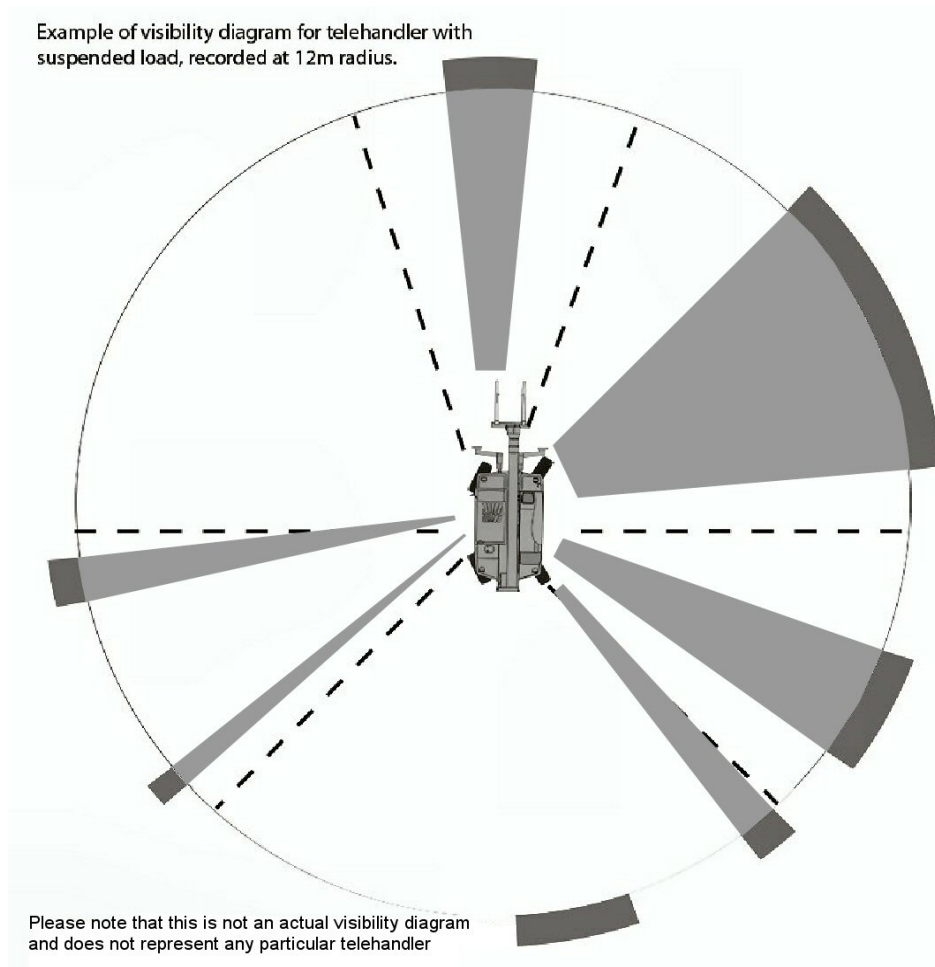 Example of visibility diagram for telehandler with
suspended load, recorded at 12m radius.
Please note that this is not an actual visibility diagram
and does not represent any particular telehandler